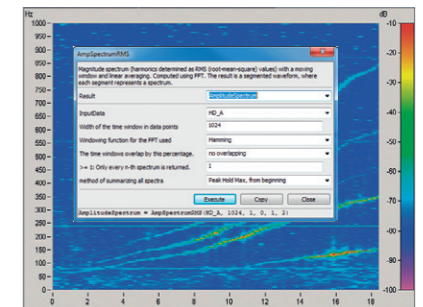 Hz
dB
1000
950
900
850
800
750
700
650
600
550
500
450
400
350
300
250
200
150
100
50
0
0 2 4 6 8 10 12 14 16 18
-10
-20
-30
-40
-50
-60
-70
-80
-90
-100
AmpSpectrumRMS
Magnitude spectrum (harmonics determined as RMS (root-mean-square) values) with a moving
window and linear averaging. Computed using FFT. The result is a segmented waveform, where
each segment represents a spectrum.
Result AmplitudeSpectrum
InputData MD_A
Width of the time window in data points 1024
Windowing function for the FFT used Hamming
The time windows overlap by this percentage. no overlapping
>= 1: Only every n-th spectrum is returned. 1
method of summarizing all spectra Peak Hold Max, from beginning
Execute Copy Close
AmplitudeSpectrum = AmpSpectrumRMS(MD_A, 1024, 1, 0, 1, 2)